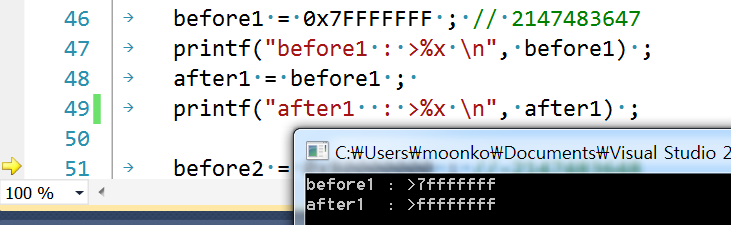 46 before1 = 0x7FFFFFFF ; // 2147483647
47 printf("before1 : >%x \n", before1) ;
48 after1 = before1 ;
49 printf("after1  : >%x \n", after1) ;
50
51 before2 =
100 %
C:₩Users₩moonko₩Documents₩Visual Studio 2
before1  : >7fffffff
after1  : >ffffffff